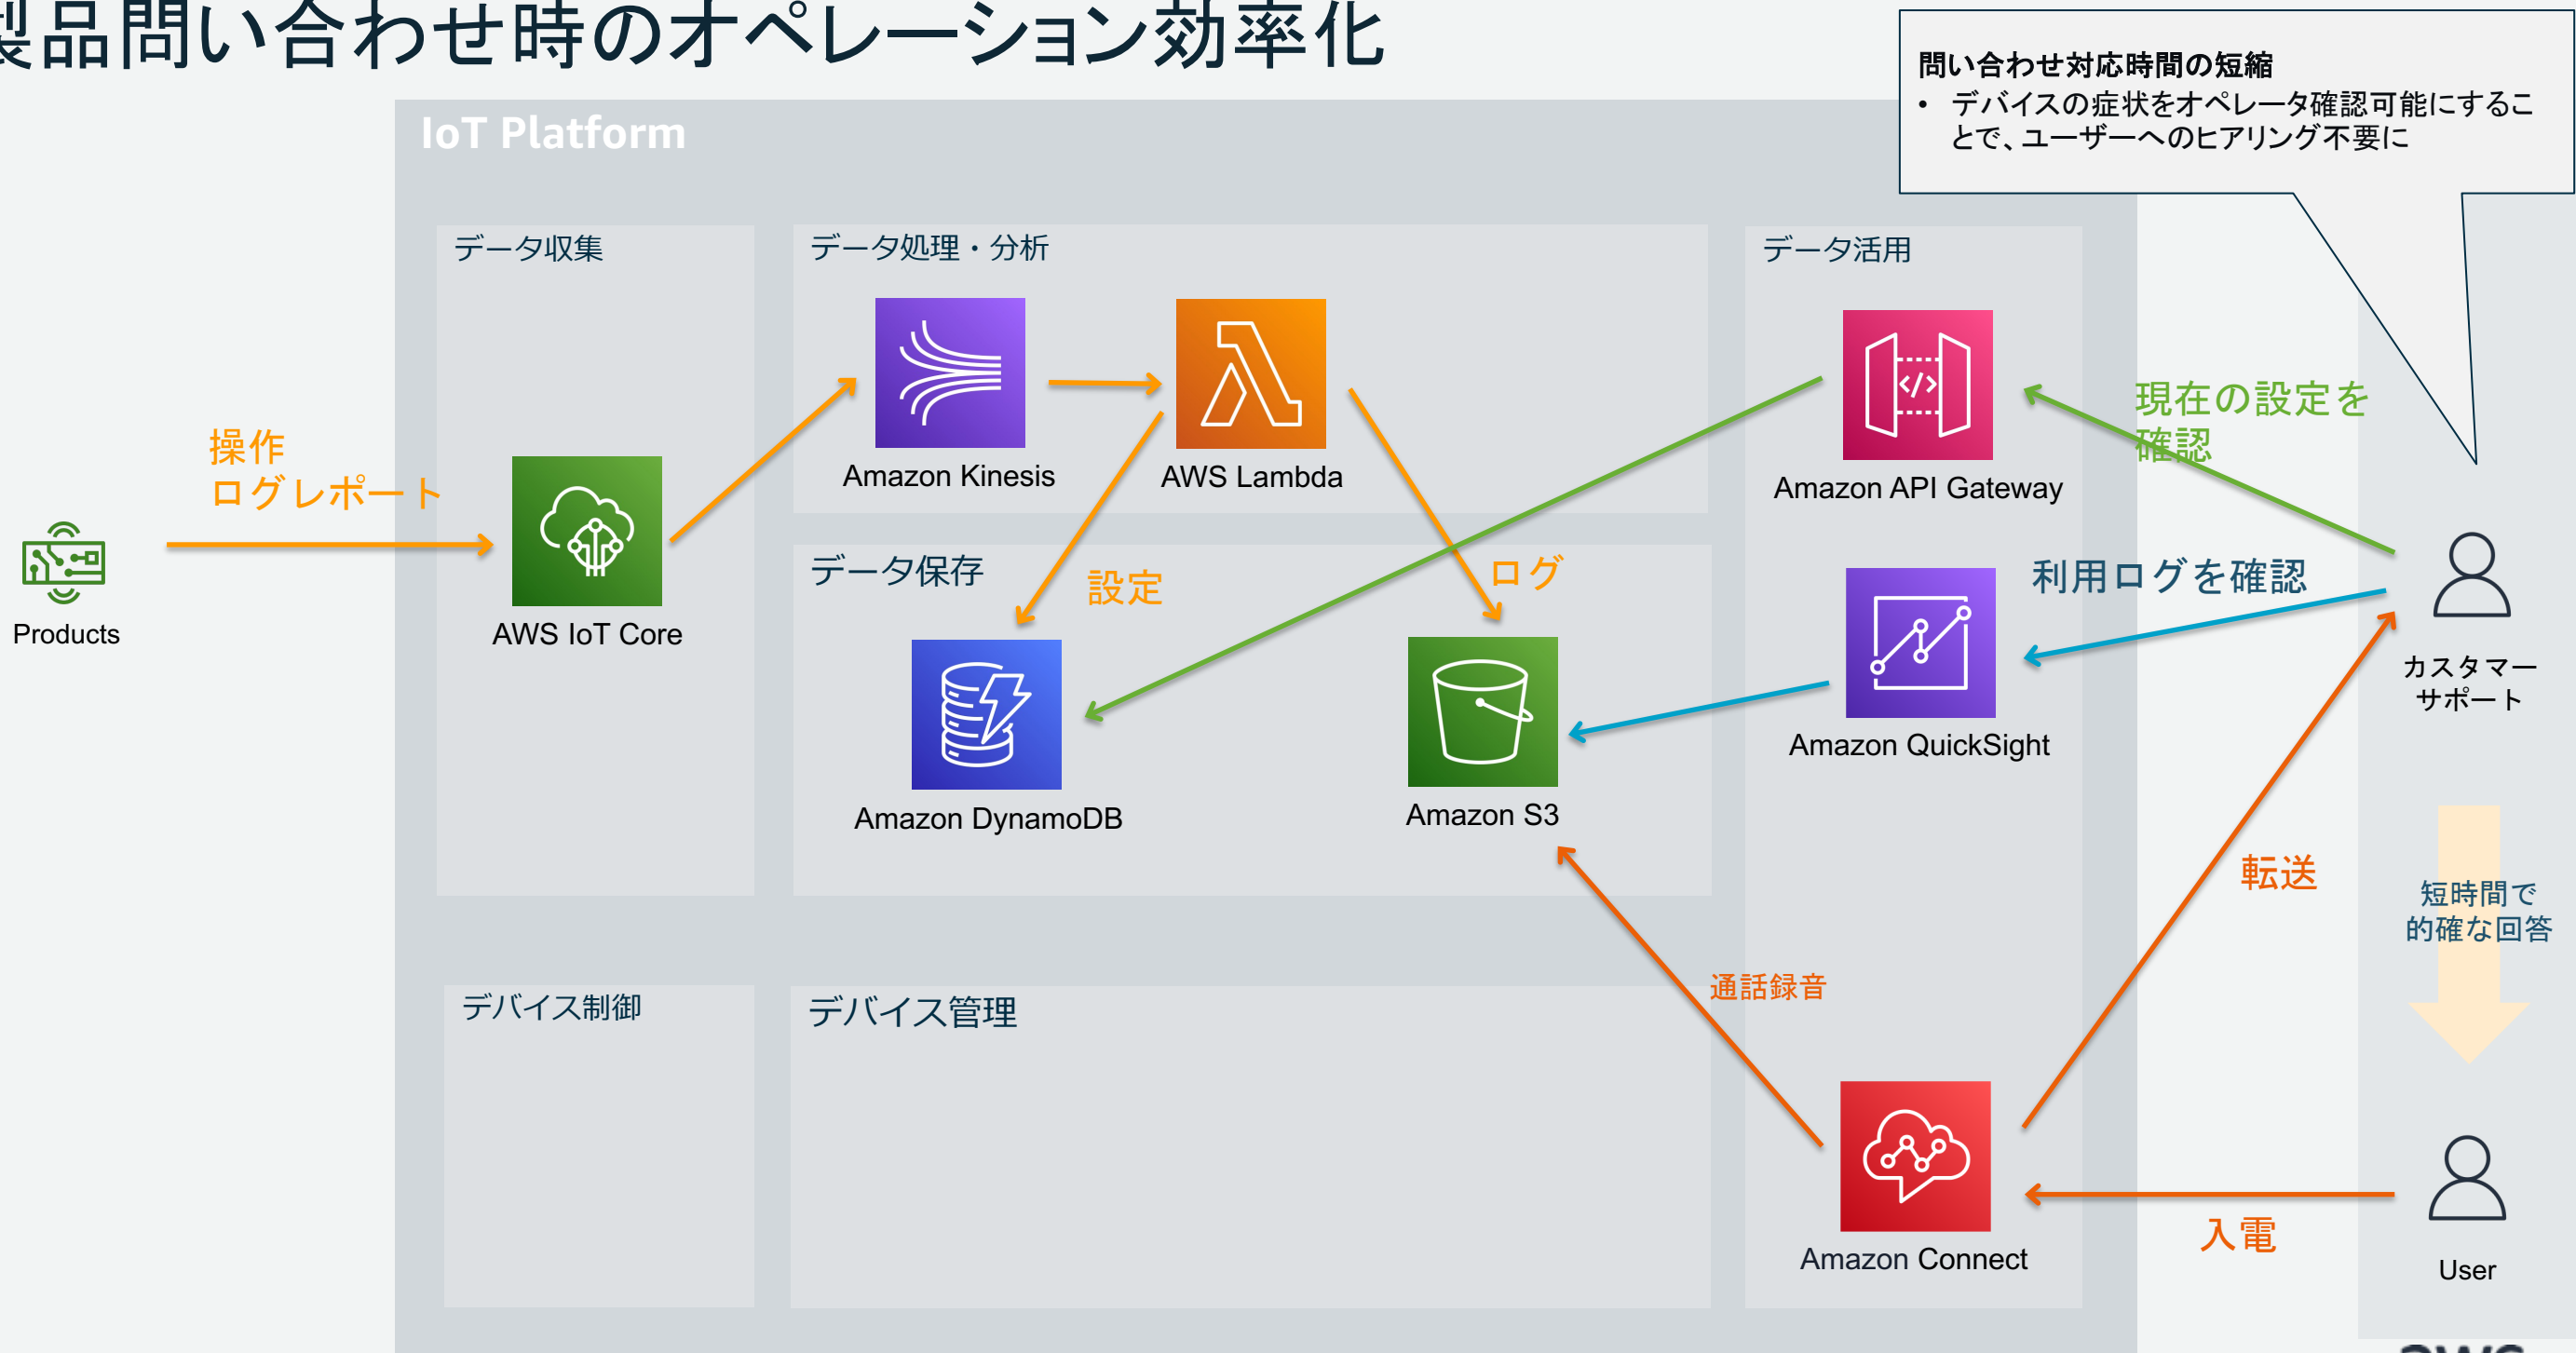 製品問い合わせ時のオペレーション効率化
問い合わせ対応時間の短縮
• デバイスの症状をオペレータ確認可能にするこ
とで、ユーザーへのヒアリング不要に
IoT Platform
データ収集
データ処理・分析
データ活用
Amazon Kinesis
AWS Lambda
Amazon API Gateway
現在の設定を
確認
操作
ログレポート
Products
AWS IoT Core
データ保存
設定
ログ
利用ログを確認
カスタマー
サポート
Amazon DynamoDB
Amazon S3
Amazon QuickSight
転送
短時間で
的確な回答
通話録音
デバイス制御
デバイス管理
Amazon Connect
入電
User
aws